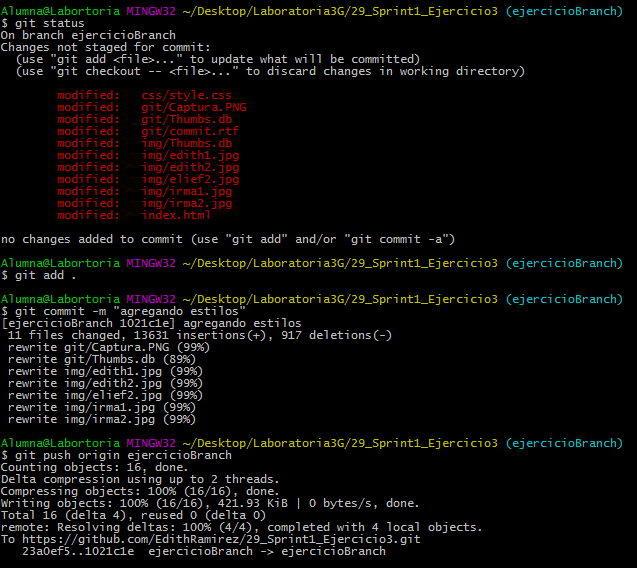 Alumna@Labortoria MINGW32 ~/Desktop/Laboratoria3G/29_Sprint1_Ejercicio3 (ejercicioBranch)
$ git status
On branch ejercicioBranch
Changes not staged for commit:
  (use "git add <file>..." to update what will be committed)
  (use "git checkout -- <file>..." to discard changes in working directory)
        modified:   css/style.css
        modified:   git/Captura.PNG
        modified:   git/Thumbs.db
        modified:   git/commit.rtf
        modified:   img/Thumbs.db
        modified:   img/edith1.jpg
        modified:   img/edith2.jpg
        modified:   img/elief2.jpg
        modified:   img/irma1.jpg
        modified:   img/irma2.jpg
        modified:   index.html
no changes added to commit (use "git add" and/or "git commit -a")
Alumna@Labortoria MINGW32 ~/Desktop/Laboratoria3G/29_Sprint1_Ejercicio3 (ejercicioBranch)
$ git add .
Alumna@Labortoria MINGW32 ~/Desktop/Laboratoria3G/29_Sprint1_Ejercicio3 (ejercicioBranch)
$ git commit -m "agregando estilos"
[ejercicioBranch 1021c1e] agregando estilos
 11 files changed, 13631 insertions(+), 917 deletions(-)
 rewrite git/Captura.PNG (99%)
 rewrite git/Thumbs.db (89%)
 rewrite img/edith1.jpg (99%)
 rewrite img/edith2.jpg (99%)
 rewrite img/elief2.jpg (99%)
 rewrite img/irma1.jpg (99%)
 rewrite img/irma2.jpg (99%)
Alumna@Labortoria MINGW32 ~/Desktop/Laboratoria3G/29_Sprint1_Ejercicio3 (ejercicioBranch)
$ git push origin ejercicioBranch
Counting objects: 16, done.
Delta compression using up to 2 threads.
Compressing objects: 100% (16/16), done.
Writing objects: 100% (16/16), 421.93 KiB | 0 bytes/s, done.
Total 16 (delta 4), reused 0 (delta 0)
remote: Resolving deltas: 100% (4/4), completed with 4 local objects.
To https://github.com/EdithRamirez/29_Sprint1_Ejercicio3.git
   23a0ef5..1021c1e  ejercicioBranch -> ejercicioBranch